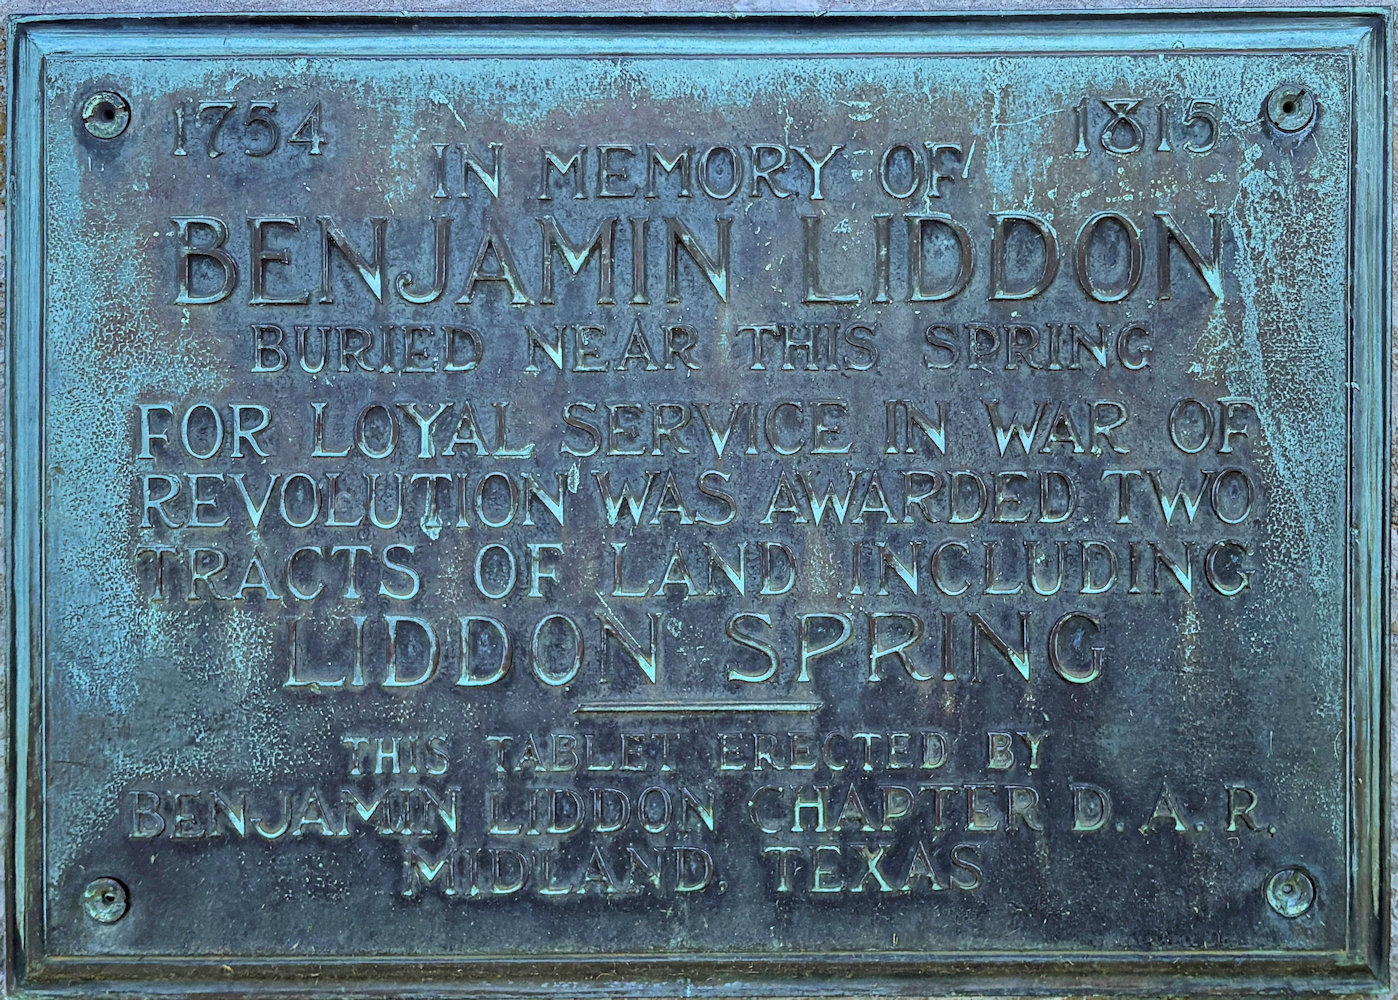 1754 1815
IN MEMORY OF
BENJAMIN LIDDON
BURIED NEAR THIS SPRING
FOR LOYAL SERVICE IN WAR OF
REVOLUTION WAS AWARDED TWO
TRACTS OF LAND INCLUDING
LIDDON SPRING
THIS TABLET ERECTED BY
BENJAMIN LIDDON CHAPTER D. A. R.
MIDLAND, TEXAS